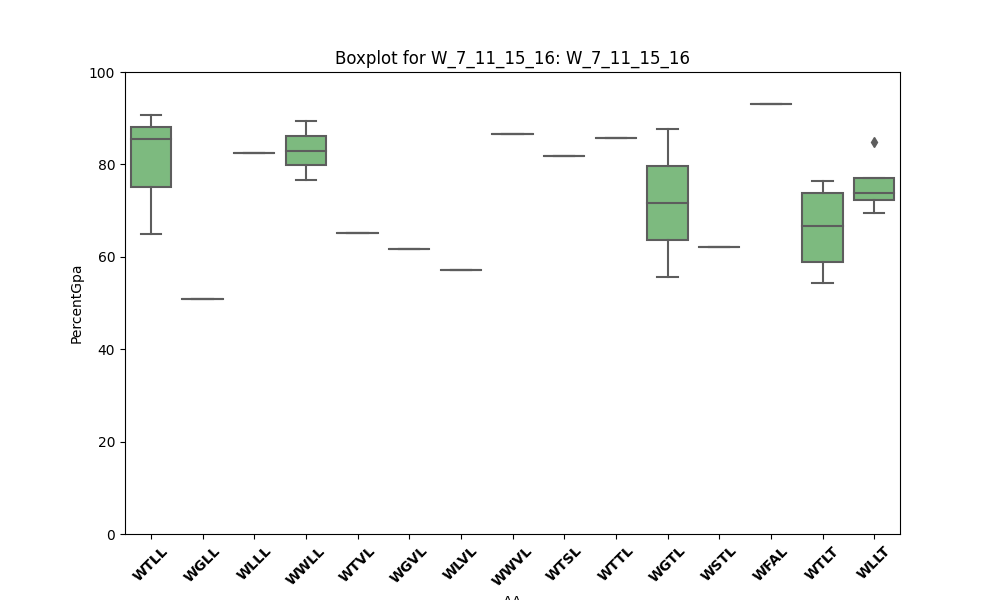 Boxplot for W_7_11_15_16: W_7_11_15_16
100
80
60
40
20
0
PercentGpa
WTLL
WGLL
WLLL
WWLL
WTVL
WGVL
WLVL
WWVL
WTSL
WTTL
WGTL
WSTL
WFAL
WTLT
WLLT